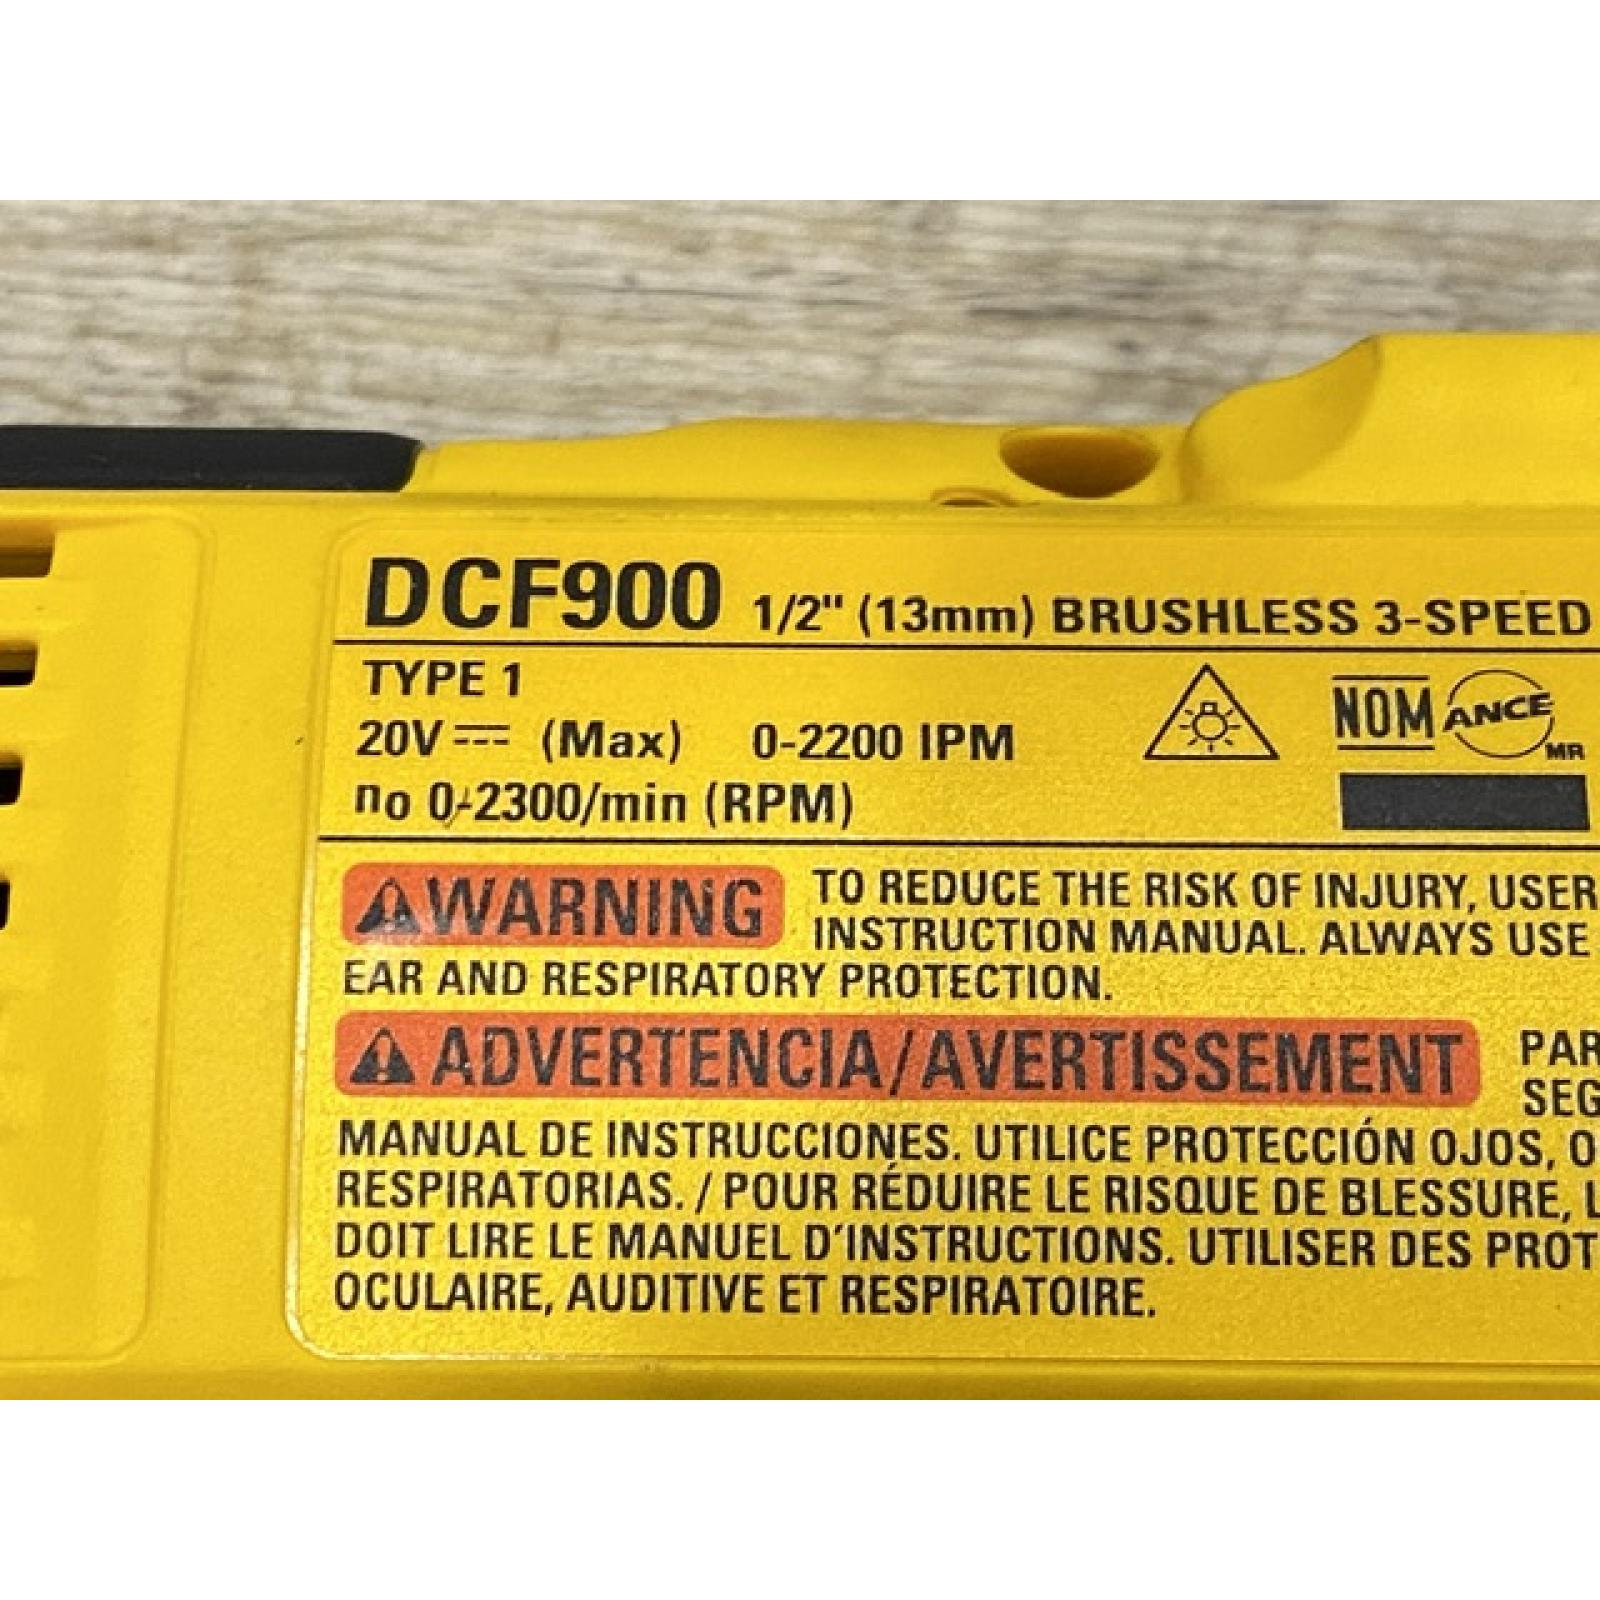 DCF900 1/2" (13mm) BRUSHLESS 3-SPEED
TYPE 1
20V (Max) 0-2200 IPM
no 0-2300/min (RPM)
NOM ANCE MR
WARNING TO REDUCE THE RISK OF INJURY, USER
INSTRUCTION MANUAL. ALWAYS USE
EAR AND RESPIRATORY PROTECTION.
ADVERTENCIA/AVERTISSEMENT PAR
SEG
MANUAL DE INSTRUCCIONES. UTILICE PROTECCIÓN OJOS, O
RESPIRATORIAS. / POUR RÉDUIRE LE RISQUE DE BLESSURE, L
DOIT LIRE LE MANUEL D'INSTRUCTIONS. UTILISER DES PROT
OCULAIRE, AUDITIVE ET RESPIRATOIRE.